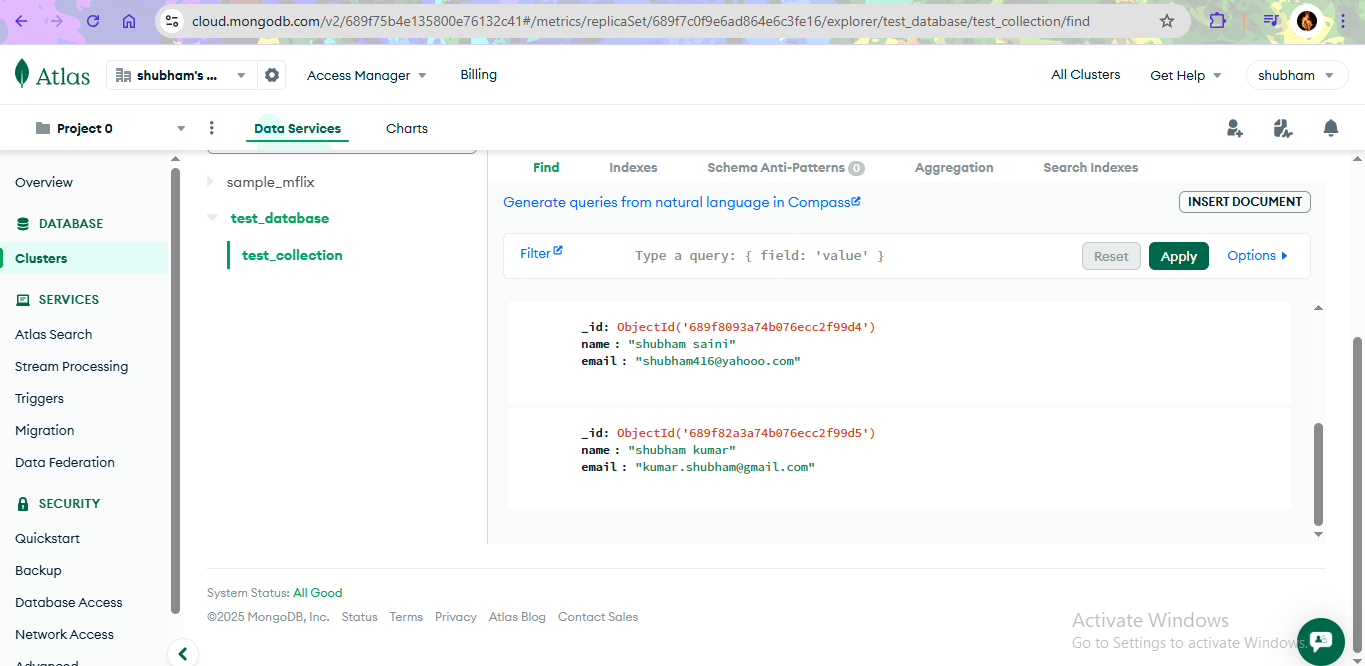 cloud.mongodb.com/v2/689f75b4e135800e76132c41#/metrics/replicaSet/689f7c0f9e6ad864e6c3fe16/explorer/test_database/test_collection/find
Atlas
shubham's ...
Access Manager
Billing
All Clusters
Get Help
shubham
Project 0
Data Services
Charts
Overview
DATABASE
Clusters
SERVICES
Atlas Search
Stream Processing
Triggers
Migration
Data Federation
SECURITY
Quickstart
Backup
Database Access
Network Access
Advanced
sample_mflix
test_database
test_collection
Find
Indexes
Schema Anti-Patterns 0
Aggregation
Search Indexes
Generate queries from natural language in Compass
INSERT DOCUMENT
Filter
Type a query: { field: 'value' }
Reset
Apply
Options
_id: ObjectId('689f8093a74b076ecc2f99d4')
name : "shubham saini"
email : "shubham416@yahooo.com"
_id: ObjectId('689f82a3a74b076ecc2f99d5')
name : "shubham kumar"
email : "kumar.shubham@gmail.com"
System Status: All Good
©2025 MongoDB, Inc. Status Terms Privacy Atlas Blog Contact Sales
Activate Windows
Go to Settings to activate Windows.